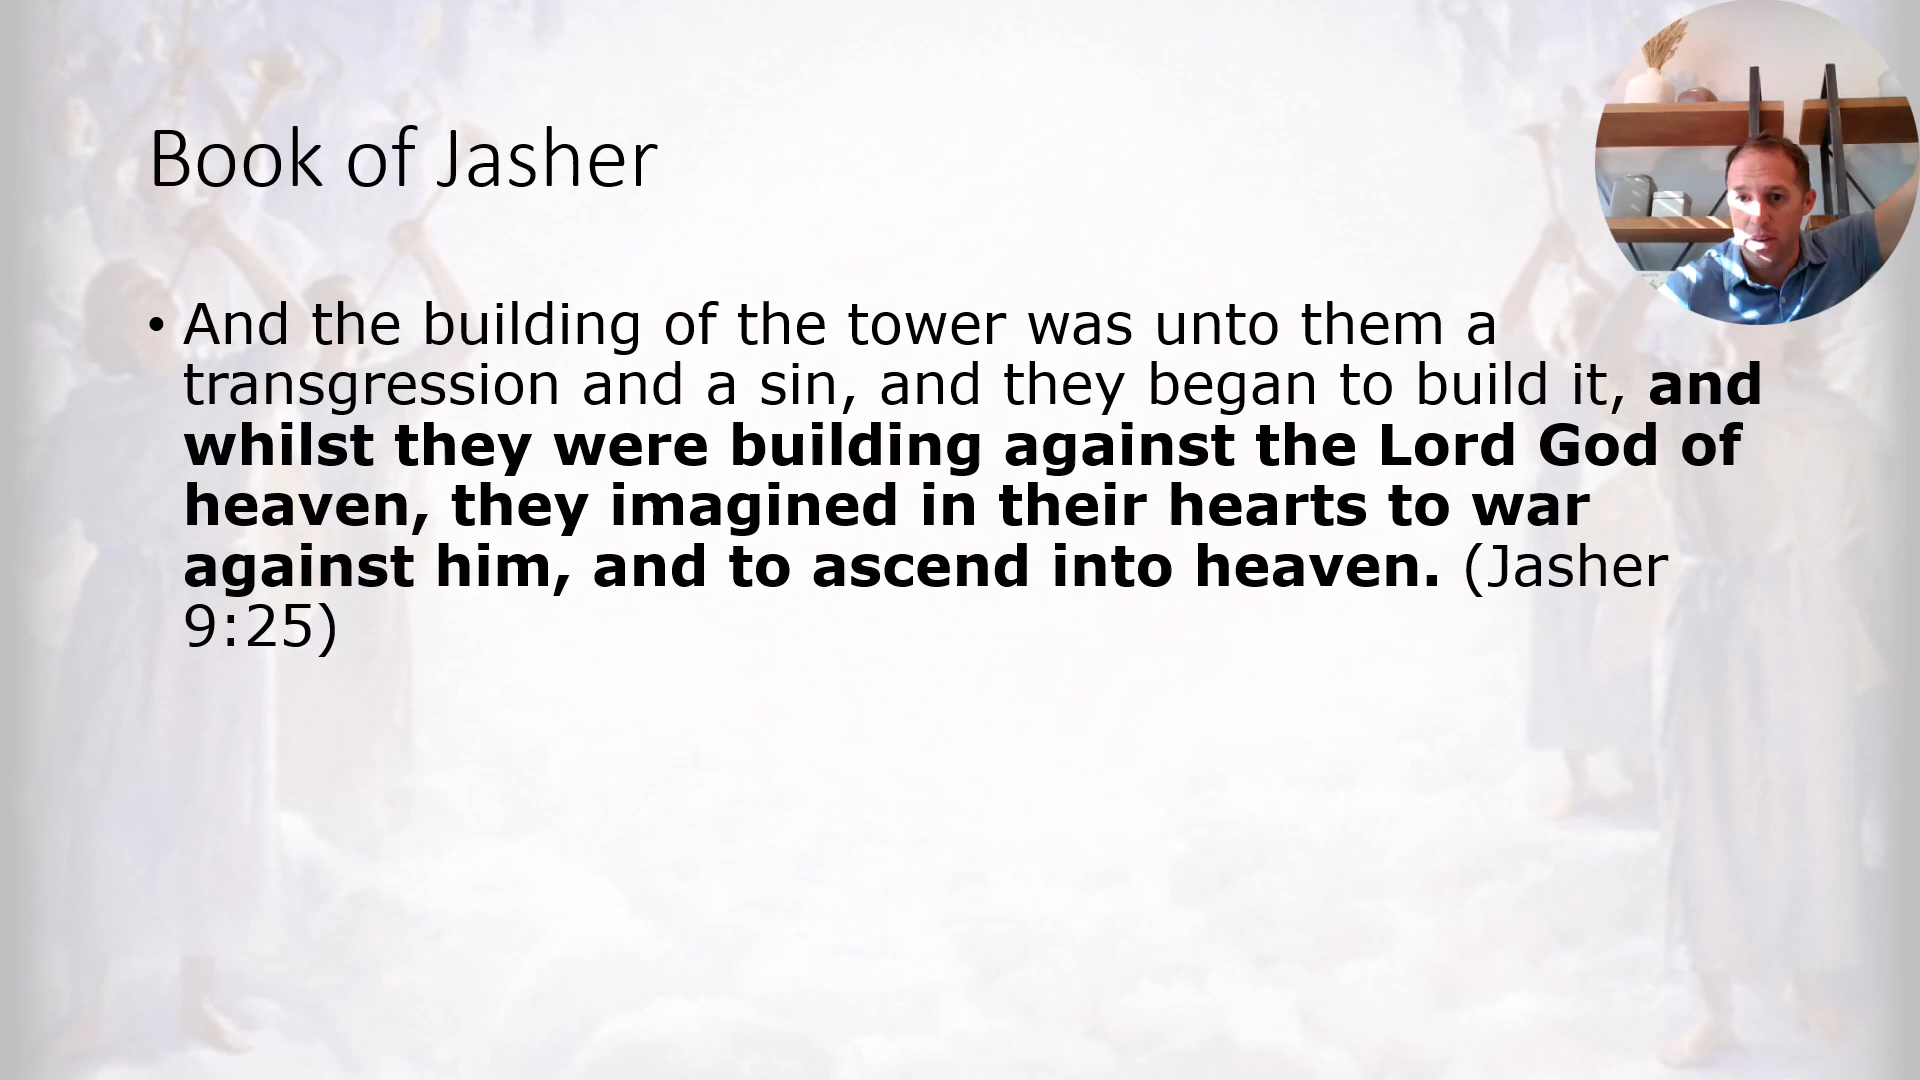 Book of Jasher
• And the building of the tower was unto them a
transgression and a sin, and they began to build it, and
whilst they were building against the Lord God of
heaven, they imagined in their hearts to war
against him, and to ascend into heaven. (Jasher
9:25)